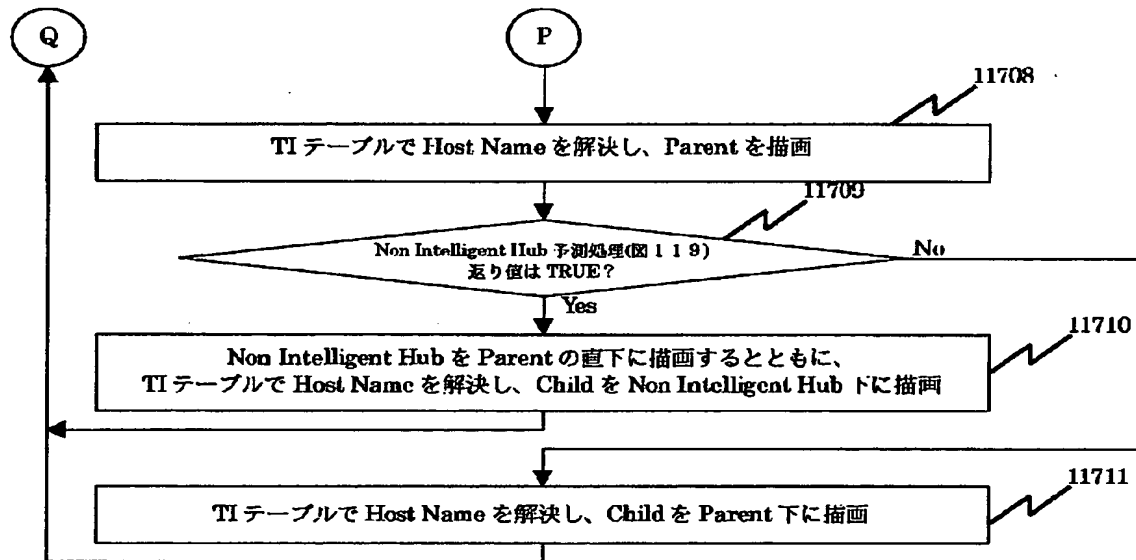 Q
P
11708
TI テーブルで Host Name を解決し、Parent を描画
11709
Non Intelligent Hub 予測処理(図119)
返り値は TRUE?
No
Yes
11710
Non Intelligent Hub を Parent の直下に描画するとともに、
TI テーブルで Host Name を解決し、Child を Non Intelligent Hub 下に描画
11711
TI テーブルで Host Name を解決し、Child を Parent 下に描画